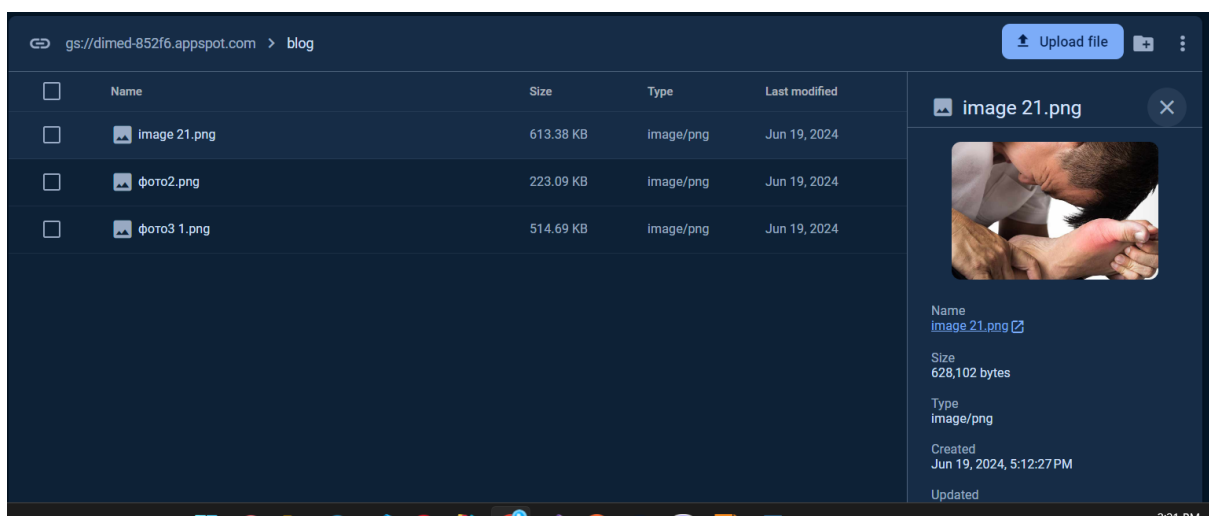 gs://dimed-852f6.appspot.com > blog
Upload file
Name Size Type Last modified
image 21.png 613.38 KB image/png Jun 19, 2024
фото2.png 223.09 KB image/png Jun 19, 2024
фото3 1.png 514.69 KB image/png Jun 19, 2024
image 21.png
Name
image 21.png
Size
628,102 bytes
Type
image/png
Created
Jun 19, 2024, 5:12:27 PM
Updated